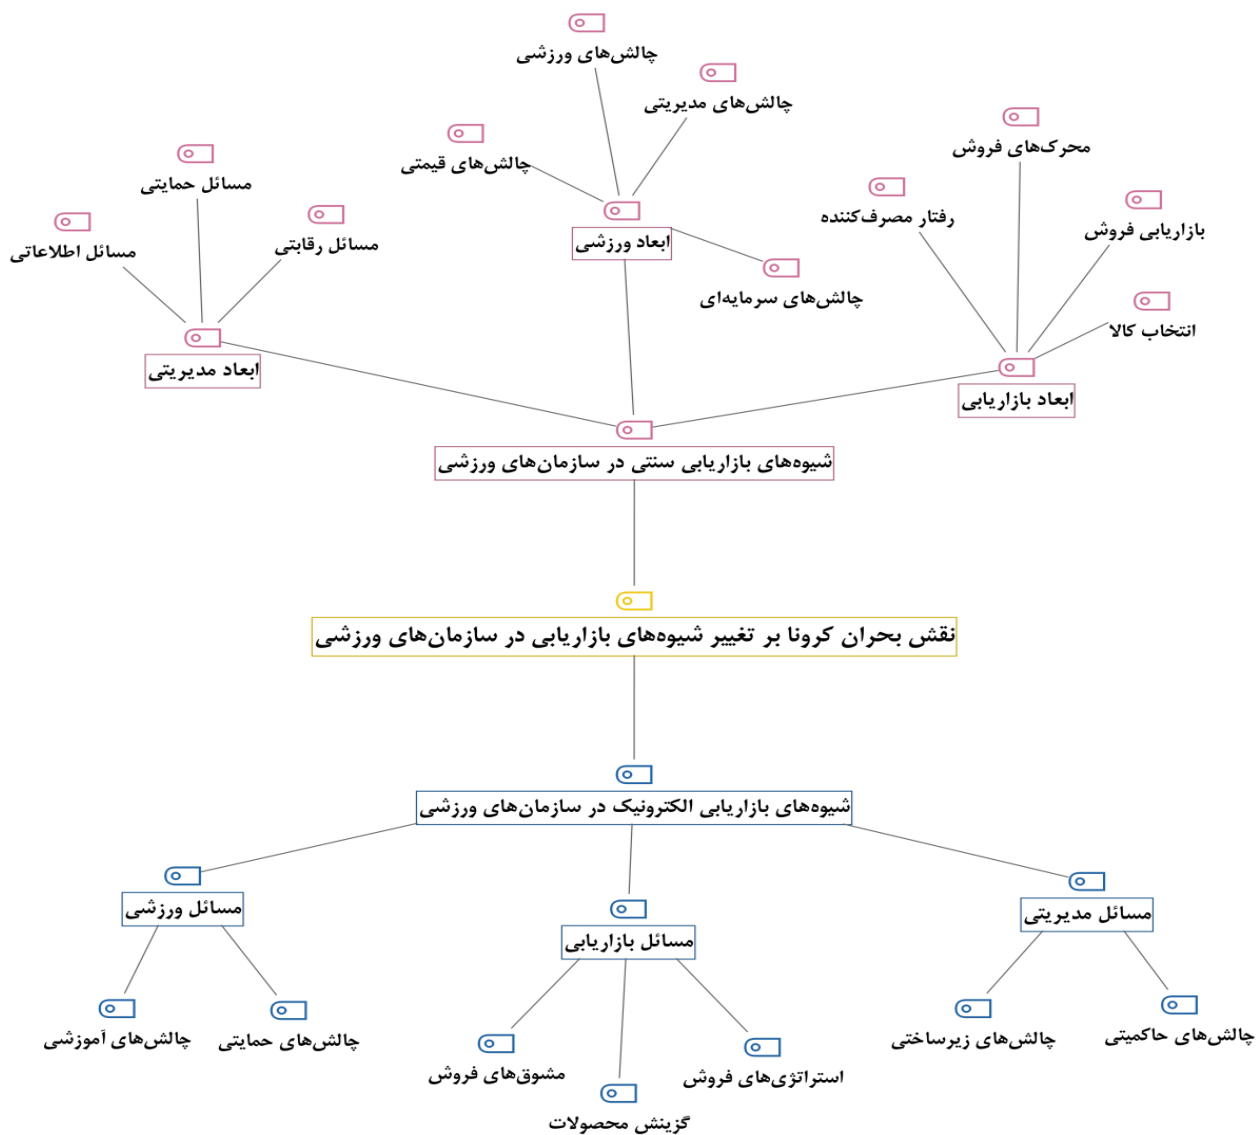 چالش‌های ورزشی
چالش‌های مدیریتی
محرک‌های فروش
چالش‌های قیمتی
مسائل حمایتی
رفتار مصرف‌کننده
بازاریابی فروش
مسائل رقابتی
مسائل اطلاعاتی
ابعاد ورزشی
چالش‌های سرمایه‌ای
انتخاب کالا
ابعاد مدیریتی
ابعاد بازاریابی
شیوه‌های بازاریابی سنتی در سازمان‌های ورزشی
نقش بحران کرونا بر تغییر شیوه‌های بازاریابی در سازمان‌های ورزشی
شیوه‌های بازاریابی الکترونیک در سازمان‌های ورزشی
مسائل مدیریتی
مسائل بازاریابی
مسائل ورزشی
چالش‌های حاکمیتی
چالش‌های زیرساختی
چالش‌های حمایتی
چالش‌های آموزشی
استراتژی‌های فروش
مشوق‌های فروش
گزینش محصولات